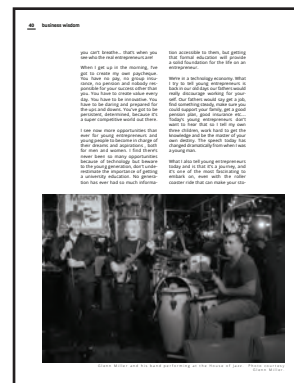 40 business wisdom
you can't breathe... that's when you
see who the real entrepreneurs are!
When I get up in the morning, I've
got to create my own paycheque.
You have no pay, no group insu-
rance, no pension and nobody res-
ponsible for your success other than
you. You have to create value every
day. You have to be innovative. You
have to be daring and prepared for
the ups and downs. You've got to be
persistent, determined, because it's
a super competitive world out there.
I see now more opportunities than
ever for young entrepreneurs and
young people to become in charge of
their dreams and aspirations, both
for men and women. I find there's
never been so many opportunities
because of technology but beware
to the young generation, don't unde-
restimate the importance of getting
a university education. No genera-
tion has ever had so much informa-
tion accessible to them, but getting
that formal education will provide
a solid foundation for the life on an
entrepreneur.
We're in a technology economy. What
I try to tell young entrepreneurs is
back in our old days our fathers would
really discourage working for your-
self. Our fathers would say get a job,
find something steady, make sure you
could support your family, get a good
pension plan, good insurance etc...
Today's young entrepreneurs don't
want to hear that so I tell my own
three children, work hard to get the
knowledge and be the master of your
own destiny. The speech today has
changed dramatically from when I was
a young man.
What I also tell young entrepreneurs
today and is that it's a journey, and
it's one of the most fascinating to
embark on, even with the roller
coaster ride that can make your sto-
Glenn Miller and his band performing at the House of Jazz. Photo courtesy
Glenn Miller